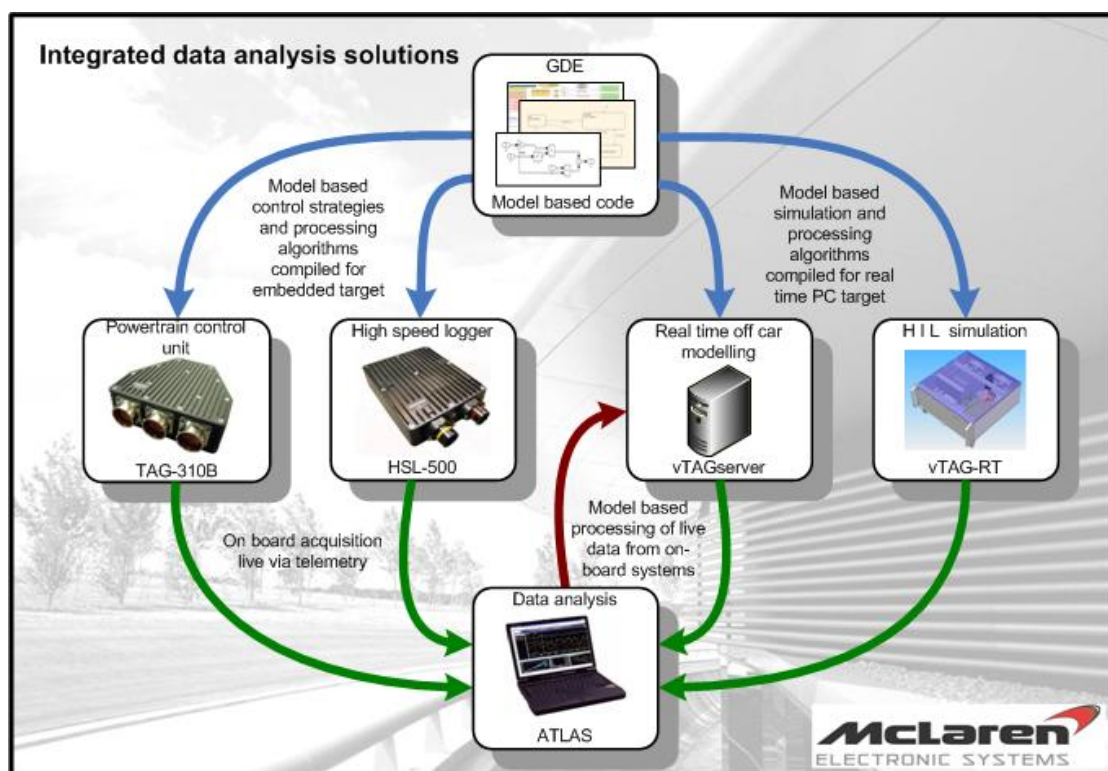 Integrated data analysis solutions
GDE
Model based code
Model based
control strategies
and processing
algorithms
compiled for
embedded target
Model based
simulation and
processing
algorithms
compiled for real
time PC target
Powertrain control
unit
TAG-310B
High speed logger
HSL-500
Real time off car
modelling
vTAGserver
H I L simulation
vTAG-RT
On board acquisition
live via telemetry
Model based
processing of live
data from on-
board systems
Data analysis
ATLAS
McLaren
ELECTRONIC SYSTEMS